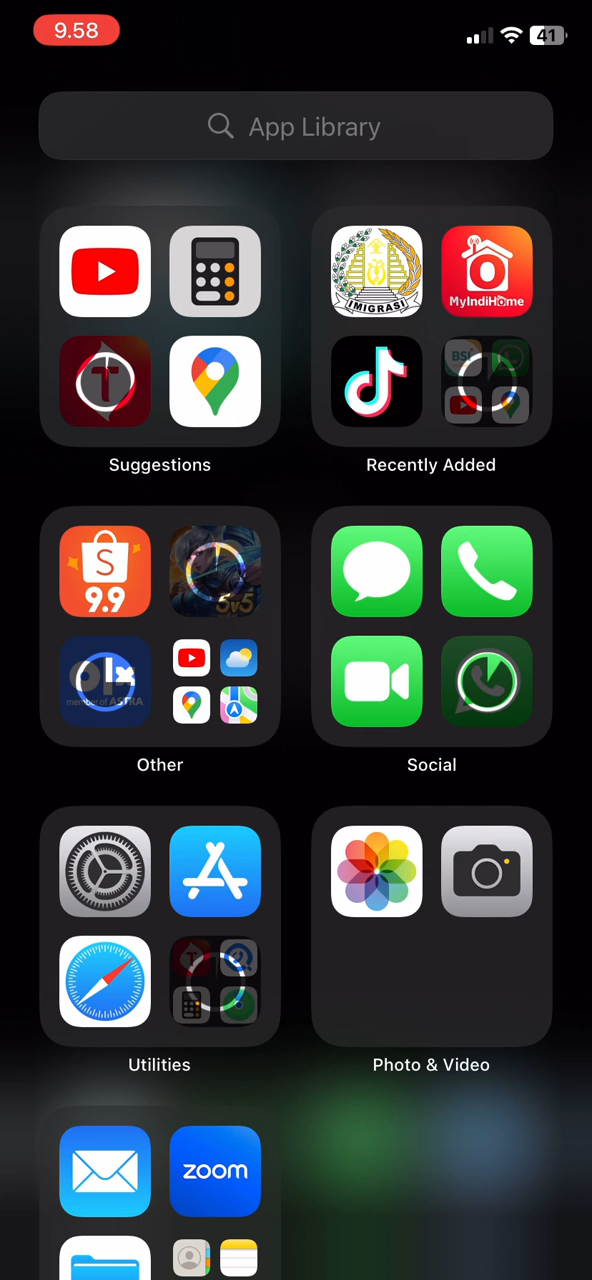 9.58
41
App Library
IMIGRASI
MyIndiHome
T
BSI
Suggestions
Recently Added
S
9.9
5v5
olx
member of ASTRA
Other
Social
T
Utilities
Photo & Video
zoom